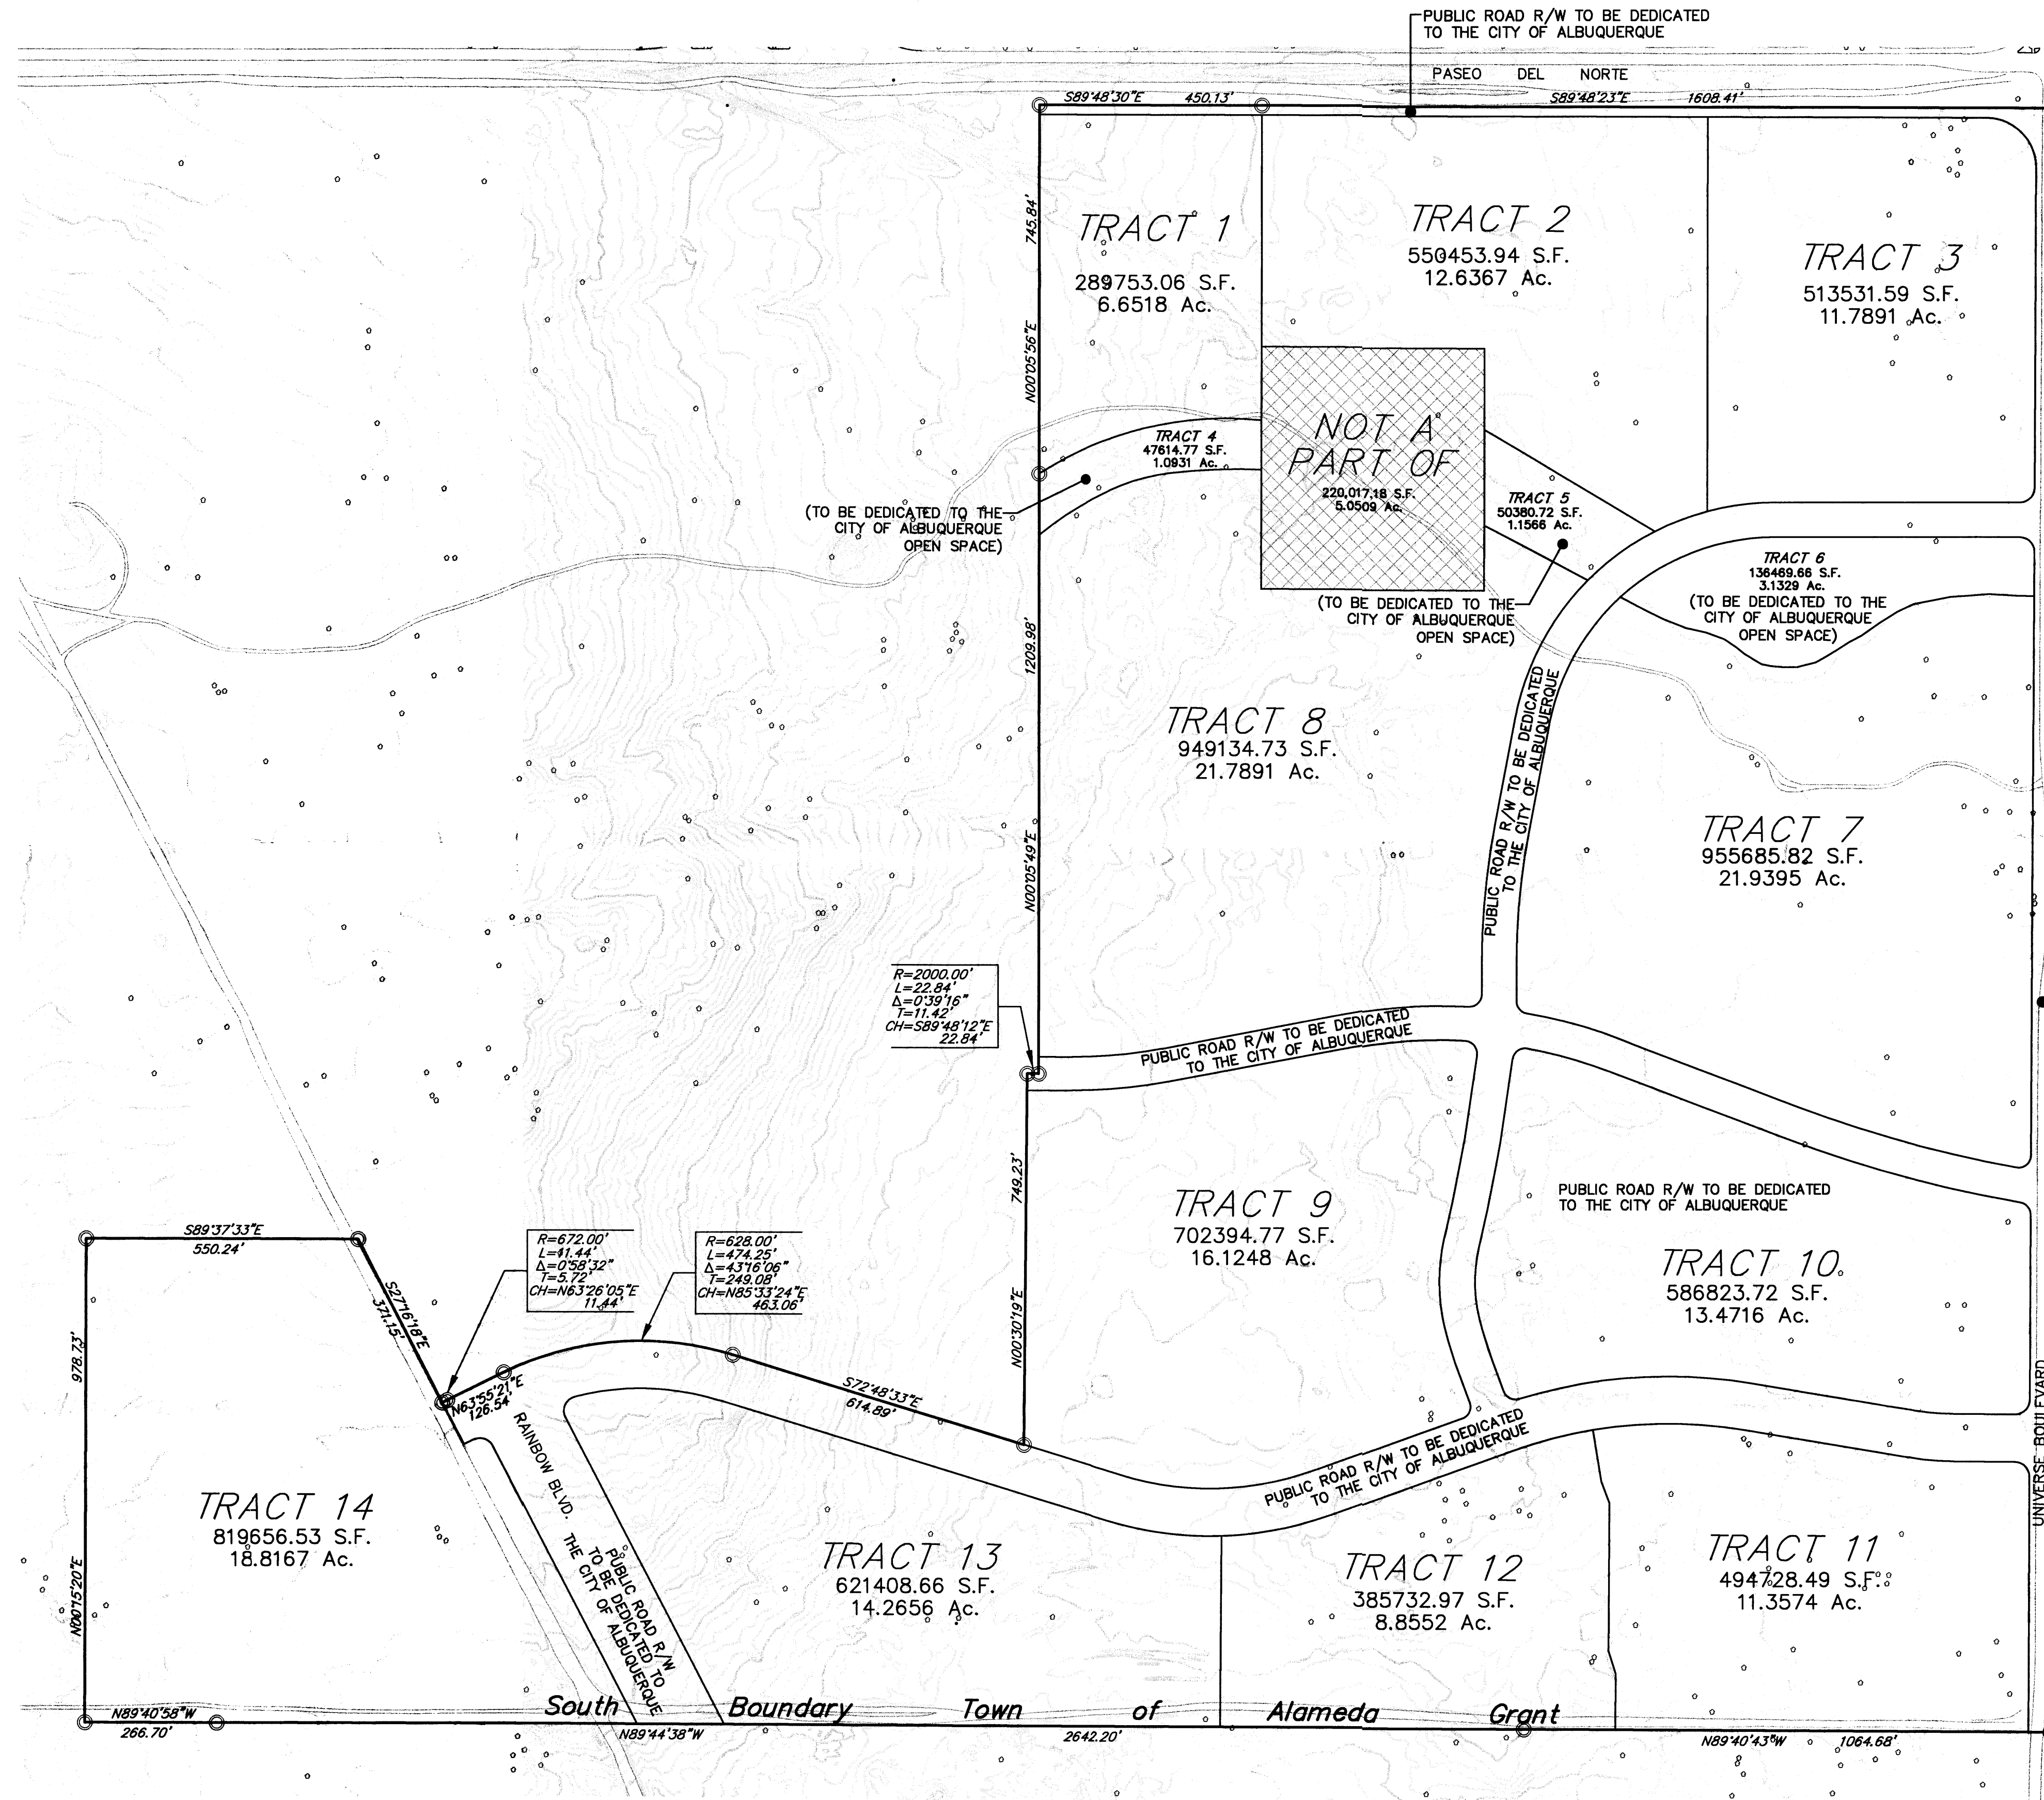 PUBLIC ROAD R/W TO BE DEDICATED
TO THE CITY OF ALBUQUERQUE
PASEO DEL NORTE
S89°48'30"E 450.13'
S89°48'23"E 1608.41'
745.84'
N00°05'56"E
TRACT 1
289753.06 S.F.
6.6518 Ac.
TRACT 2
550453.94 S.F.
12.6367 Ac.
TRACT 3
513531.59 S.F.
11.7891 Ac.
TRACT 4
47614.77 S.F.
1.0931 Ac.
(TO BE DEDICATED TO THE
CITY OF ALBUQUERQUE
OPEN SPACE)
NOT A
PART OF
220,017.18 S.F.
5.0509 Ac.
TRACT 5
50380.72 S.F.
1.1566 Ac.
(TO BE DEDICATED TO THE
CITY OF ALBUQUERQUE
OPEN SPACE)
TRACT 6
136469.66 S.F.
3.1329 Ac.
(TO BE DEDICATED TO THE
CITY OF ALBUQUERQUE
OPEN SPACE)
1209.98'
N00°05'49"E
TRACT 8
949134.73 S.F.
21.7891 Ac.
PUBLIC ROAD R/W TO BE DEDICATED
TO THE CITY OF ALBUQUERQUE
TRACT 7
955685.82 S.F.
21.9395 Ac.
R=2000.00'
L=22.84'
Δ=0°39'16"
T=11.42'
CH=S89°48'12"E
22.84'
PUBLIC ROAD R/W TO BE DEDICATED
TO THE CITY OF ALBUQUERQUE
749.23'
N00°30'19"E
TRACT 9
702394.77 S.F.
16.1248 Ac.
PUBLIC ROAD R/W TO BE DEDICATED
TO THE CITY OF ALBUQUERQUE
TRACT 10
586823.72 S.F.
13.4716 Ac.
S89°37'33"E
550.24'
S27°16'18"E
371.15'
R=672.00'
L=11.44'
Δ=0°58'32"
T=5.72'
CH=N63°26'05"E
11.44'
R=628.00'
L=474.25'
Δ=43°16'06"
T=249.08'
CH=N85°33'24"E
463.06'
978.73'
N00°15'20"E
N63°55'21"E
126.54'
S72°48'33"E
614.89'
RAINBOW BLVD.
PUBLIC ROAD R/W
TO BE DEDICATED TO
THE CITY OF ALBUQUERQUE
PUBLIC ROAD R/W TO BE DEDICATED
TO THE CITY OF ALBUQUERQUE
UNIVERSE BOULEVARD
TRACT 14
819656.53 S.F.
18.8167 Ac.
TRACT 13
621408.66 S.F.
14.2656 Ac.
TRACT 12
385732.97 S.F.
8.8552 Ac.
TRACT 11
494728.49 S.F.
11.3574 Ac.
South Boundary Town of Alameda Grant
N89°40'58"W
266.70'
N89°44'38"W 2642.20'
N89°40'43"W 1064.68'